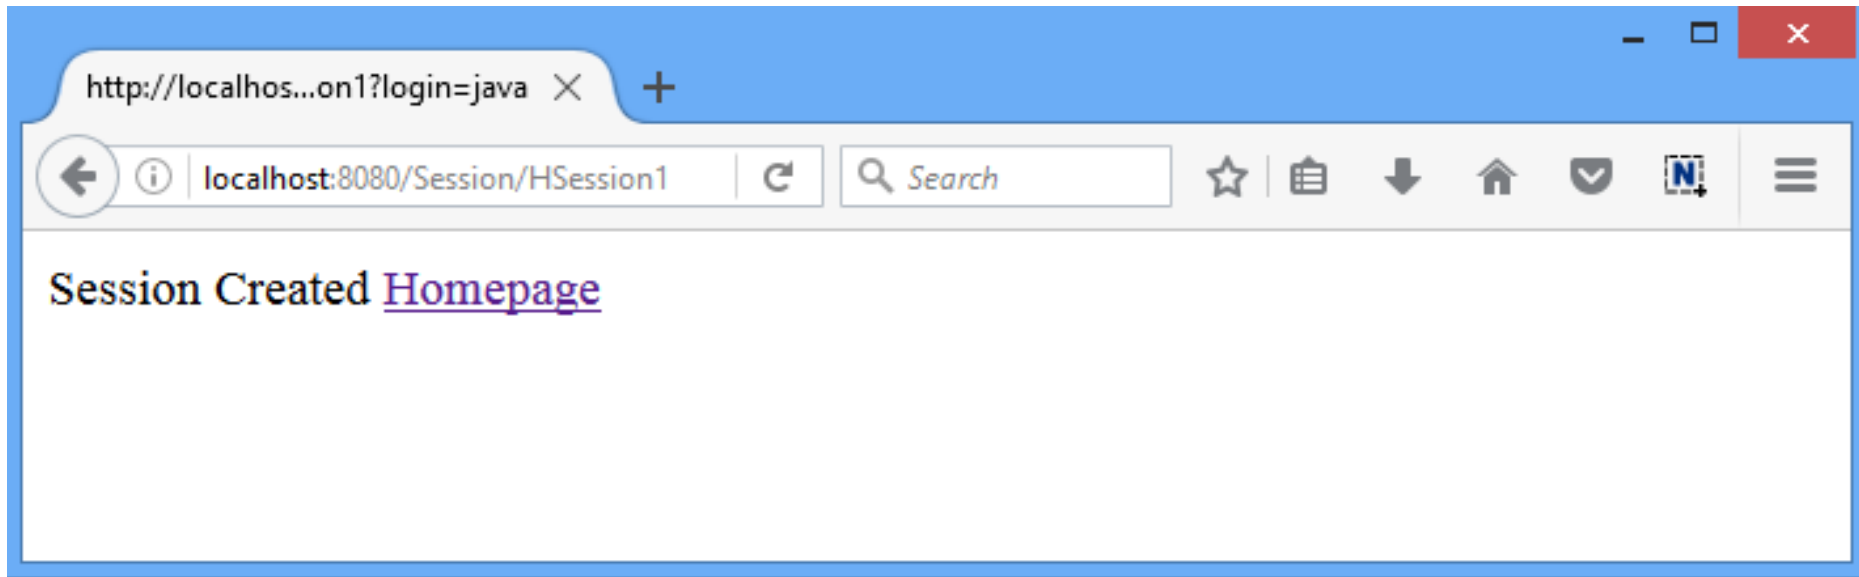 http://localhos...on1?login=java
localhost:8080/Session/HSession1
Search
N
Session Created Homepage